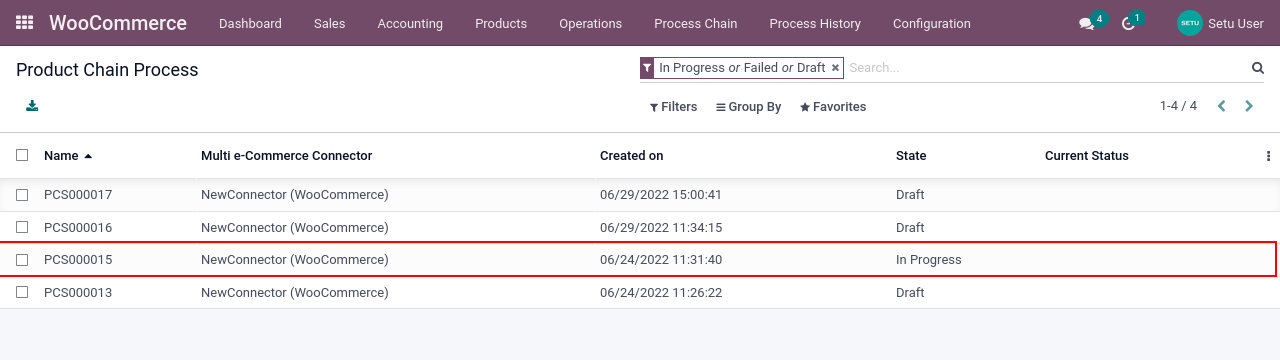 WooCommerce Dashboard Sales Accounting Products Operations Process Chain Process History Configuration 4 1 SETU Setu User
Product Chain Process In Progress or Failed or Draft Search...
Filters Group By Favorites 1-4 / 4
Name Multi e-Commerce Connector Created on State Current Status
PCS000017 NewConnector (WooCommerce) 06/29/2022 15:00:41 Draft
PCS000016 NewConnector (WooCommerce) 06/29/2022 11:34:15 Draft
PCS000015 NewConnector (WooCommerce) 06/24/2022 11:31:40 In Progress
PCS000013 NewConnector (WooCommerce) 06/24/2022 11:26:22 Draft